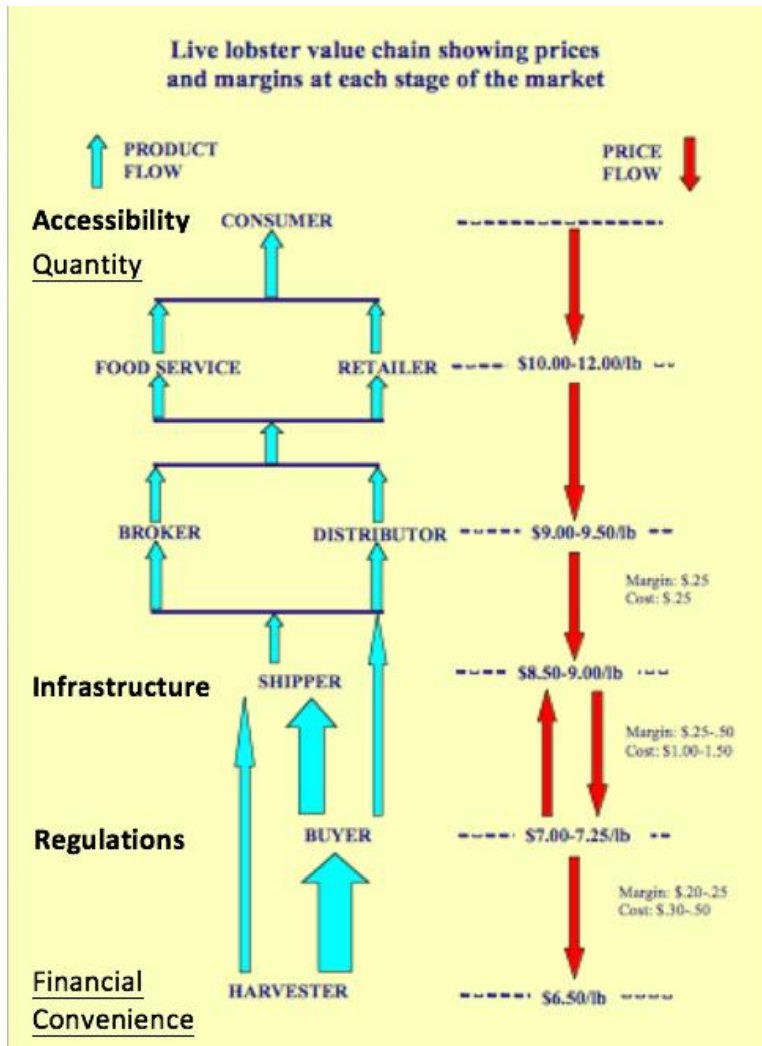 Live lobster value chain showing prices
and margins at each stage of the market
PRODUCT
FLOW
PRICE
FLOW
Accessibility
CONSUMER
Quantity
FOOD SERVICE
RETAILER
$10.00-12.00/lb
BROKER
DISTRIBUTOR
$9.00-9.50/lb
Margin: $.25
Cost: $.25
Infrastructure
SHIPPER
$8.50-9.00/lb
Margin: $.25-.50
Cost: $1.00-1.50
Regulations
BUYER
$7.00-7.25/lb
Margin: $.20-.25
Cost: $.30-.50
Financial
Convenience
HARVESTER
$6.50/lb